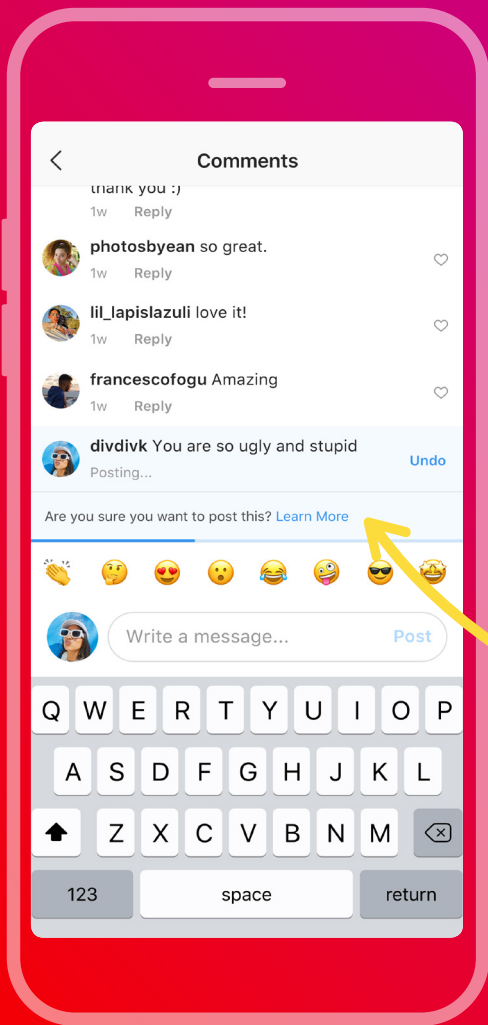 Comments
thank you :)
1w Reply
photosbyean so great.
1w Reply
lil_lapislazuli love it!
1w Reply
francescofogu Amazing
1w Reply
divdivk You are so ugly and stupid
Posting...
Undo
Are you sure you want to post this? Learn More
Write a message... Post
Q W E R T Y U I O P
A S D F G H J K L
Z X C V B N M
123 space return